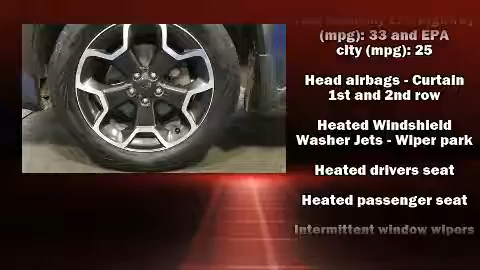 (mpg): 33 and EPA
city (mpg): 25
Head airbags - Curtain
1st and 2nd row
Heated Windshield
Washer Jets - Wiper park
Heated drivers seat
Heated passenger seat
Intermittent window wipers